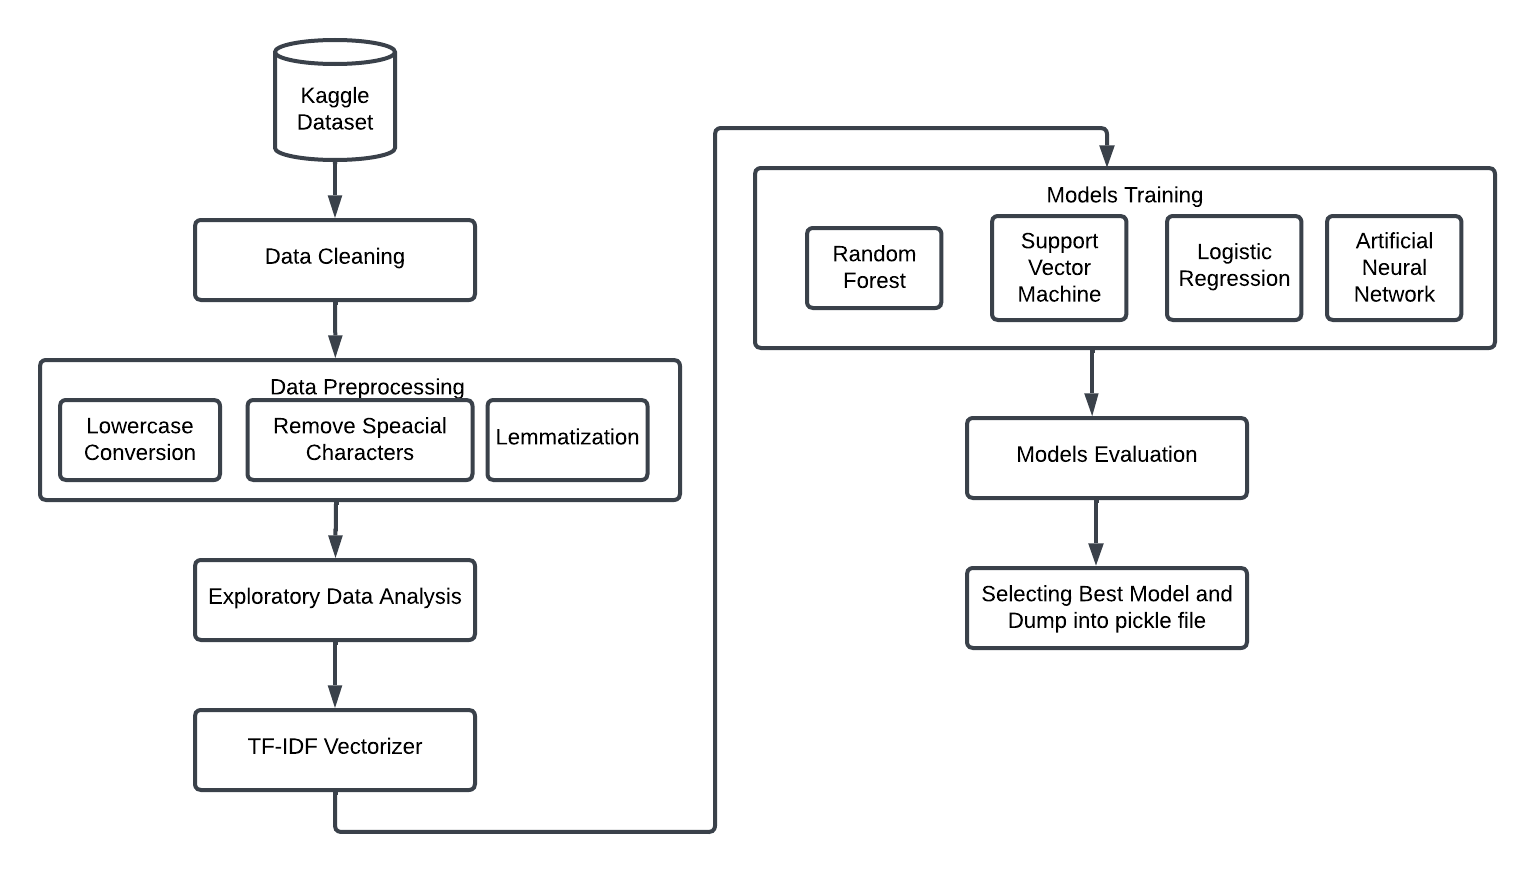 Kaggle
Dataset
Data Cleaning
Data Preprocessing
Lowercase
Conversion
Remove Speacial
Characters
Lemmatization
Exploratory Data Analysis
TF-IDF Vectorizer
Models Training
Random
Forest
Support
Vector
Machine
Logistic
Regression
Artificial
Neural
Network
Models Evaluation
Selecting Best Model and
Dump into pickle file